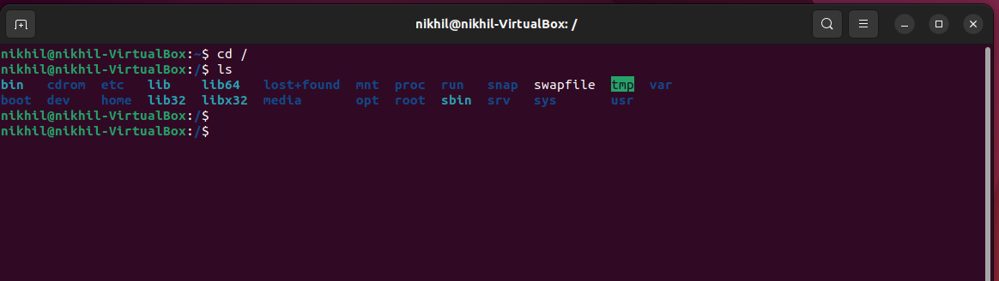 nikhil@nikhil-VirtualBox: /
nikhil@nikhil-VirtualBox:~$ cd /
nikhil@nikhil-VirtualBox:/$ ls
bin   cdrom  etc   lib    lib64   lost+found  mnt  proc  run   snap  swapfile  tmp  var
boot  dev    home  lib32  libx32  media       opt  root  sbin  srv   sys       usr
nikhil@nikhil-VirtualBox:/$
nikhil@nikhil-VirtualBox:/$